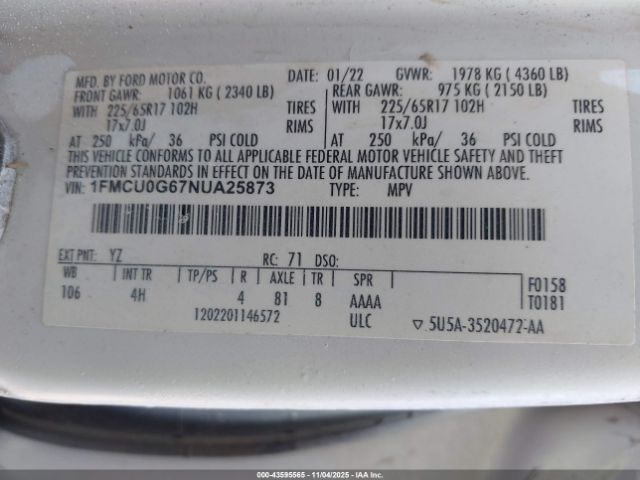 MFD. BY FORD MOTOR CO. DATE: 01/22 GVWR: 1978 KG ( 4360 LB)
FRONT GAWR: 1061 KG ( 2340 LB) REAR GAWR: 975 KG ( 2150 LB)
WITH 225/65R17 102H TIRES WITH 225/65R17 102H TIRES
17x7.0J RIMS 17x7.0J RIMS
AT 250 kPa/ 36 PSI COLD AT 250 kPa/ 36 PSI COLD
THIS VEHICLE CONFORMS TO ALL APPLICABLE FEDERAL MOTOR VEHICLE SAFETY AND THEFT
PREVENTION STANDARDS IN EFFECT ON THE DATE OF MANUFACTURE SHOWN ABOVE.
VIN: 1FMCU0G67NUA25873 TYPE: MPV
EXT PNT: YZ RC: 71 DSO:
WB INT TR TP/PS R AXLE TR SPR F0158
106 4H 4 81 8 AAAA T0181
1202201146572 ULC ▽ 5U5A-3520472-AA
000-43595565 - 11/04/2025 - IAAI.com